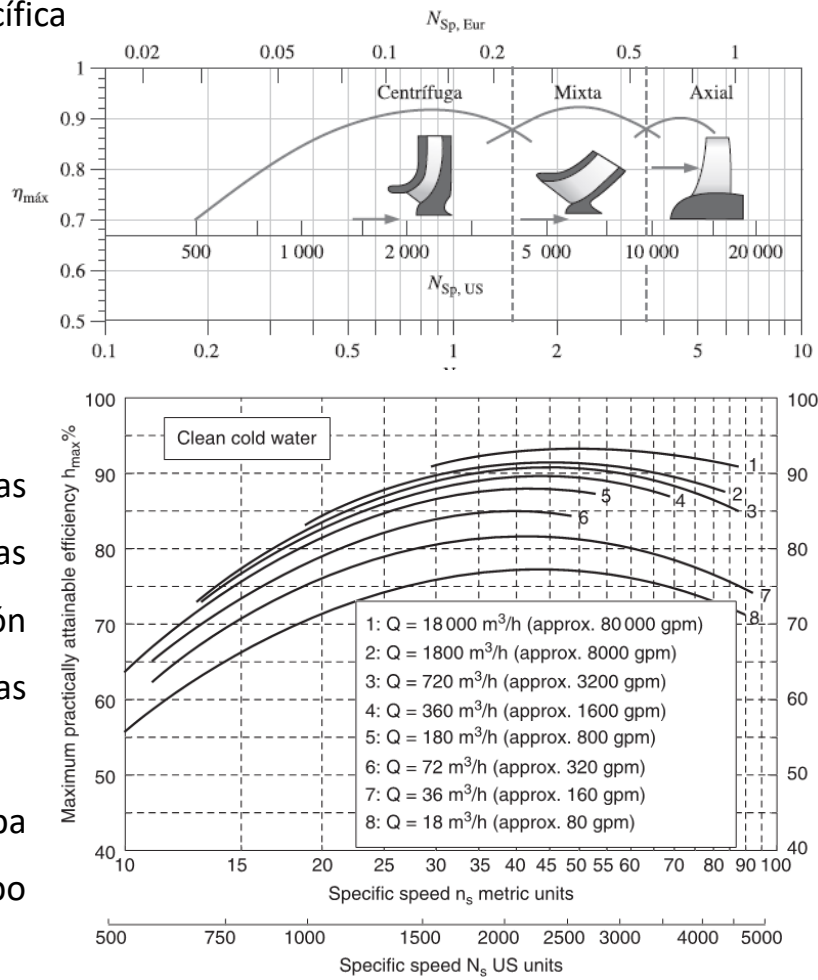 cífica
N_Sp, Eur
0.02 0.05 0.1 0.2 0.5 1
1
Centrífuga Mixta Axial
0.9
0.8
η_máx
0.7
500 1 000 2 000 5 000 10 000 20 000
0.6
N_Sp, US
0.5
0.1 0.2 0.5 1 2 5 10
as
as
ón
as
pa
po
Maximum practically attainable efficiency h_max%
100 100
Clean cold water
1
90 90
2
3
4
5
6
80 80
7
8
70 70
60 60
50 50
40 40
1: Q = 18 000 m³/h (approx. 80 000 gpm)
2: Q = 1800 m³/h (approx. 8000 gpm)
3: Q = 720 m³/h (approx. 3200 gpm)
4: Q = 360 m³/h (approx. 1600 gpm)
5: Q = 180 m³/h (approx. 800 gpm)
6: Q = 72 m³/h (approx. 320 gpm)
7: Q = 36 m³/h (approx. 160 gpm)
8: Q = 18 m³/h (approx. 80 gpm)
10 15 20 25 30 35 40 45 50 55 60 70 80 90 100
Specific speed n_s metric units
500 750 1000 1500 2000 2500 3000 4000 5000
Specific speed N_s US units